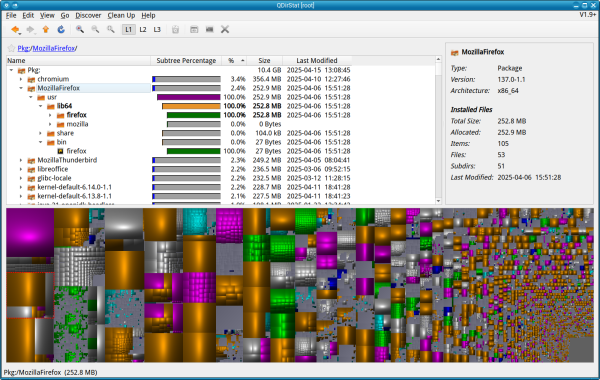 QDirStat [root]
File Edit View Go Discover Clean Up Help V1.9+
L1 L2 L3
Pkg:/MozillaFirefox/
Name Subtree Percentage % Size Last Modified
Pkg: 10.4 GB 2025-04-15 13:08:45
chromium 3.4% 356.4 MB 2025-04-10 12:27:46
MozillaFirefox 2.4% 252.9 MB 2025-04-06 15:51:28
usr 100.0% 252.9 MB 2025-04-06 15:51:28
lib64 100.0% 252.8 MB 2025-04-06 15:51:28
firefox 100.0% 252.8 MB 2025-04-06 15:51:28
mozilla 0.0% 0 Bytes 2025-04-06 15:51:28
share 0.0% 104.0 kB 2025-04-06 15:51:28
bin 0.0% 27 Bytes 2025-04-06 15:51:28
firefox 100.0% 27 Bytes 2025-04-06 15:51:28
MozillaThunderbird 2.3% 249.2 MB 2025-04-05 08:04:41
libreoffice 2.2% 236.5 MB 2025-03-06 09:52:15
glibc-locale 2.2% 232.5 MB 2025-03-12 11:28:15
kernel-default-6.14.0-1.1 2.2% 228.7 MB 2025-04-11 18:41:28
kernel-default-6.13.8-1.1 2.1% 227.5 MB 2025-04-11 18:41:23
MozillaFirefox
Type: Package
Version: 137.0-1.1
Architecture: x86_64
Installed Files
Total Size: 252.8 MB
Allocated: 252.9 MB
Items: 105
Files: 53
Subdirs: 51
Last Modified: 2025-04-06 15:51:28
Pkg:/MozillaFirefox (252.8 MB)